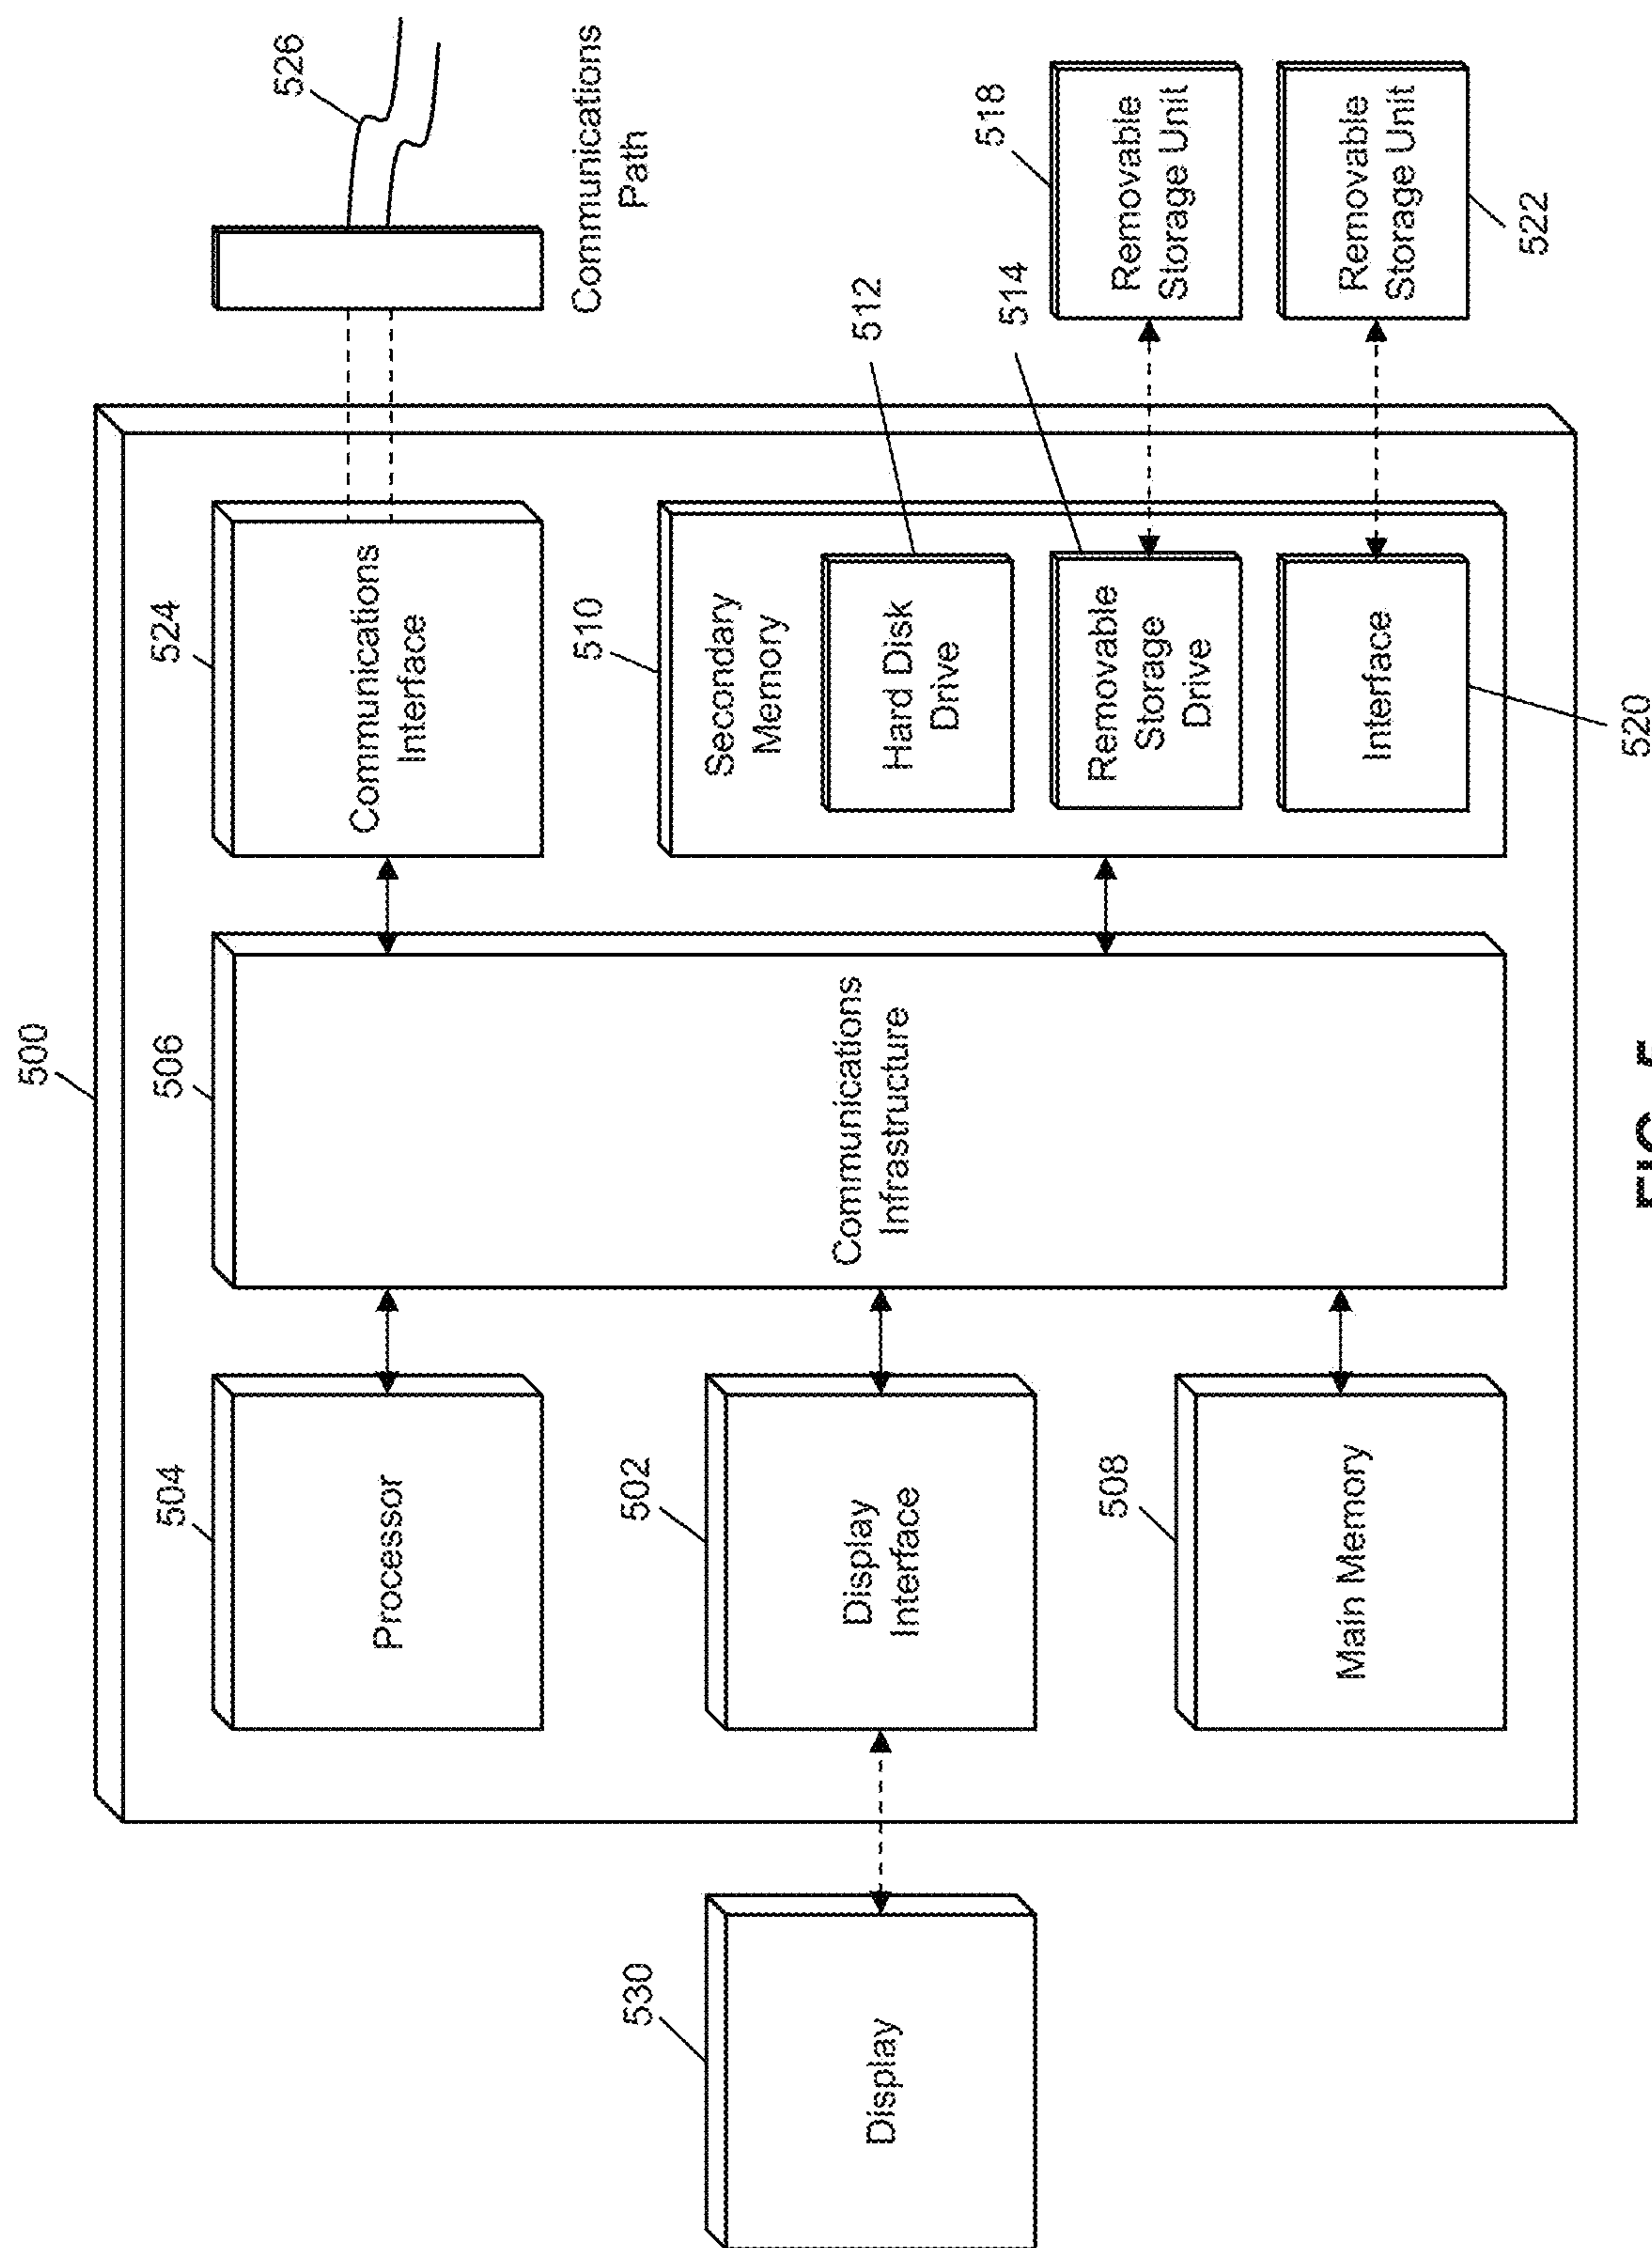 500
504
Processor
502
Display
Interface
508
Main Memory
530
Display
506
Communications
Infrastructure
524
Communications
Interface
510
Secondary
Memory
512
Hard Disk
Drive
514
Removable
Storage
Drive
Interface
520
526
Communications
Path
518
Removable
Storage Unit
Removable
Storage Unit
522
FIG. 5